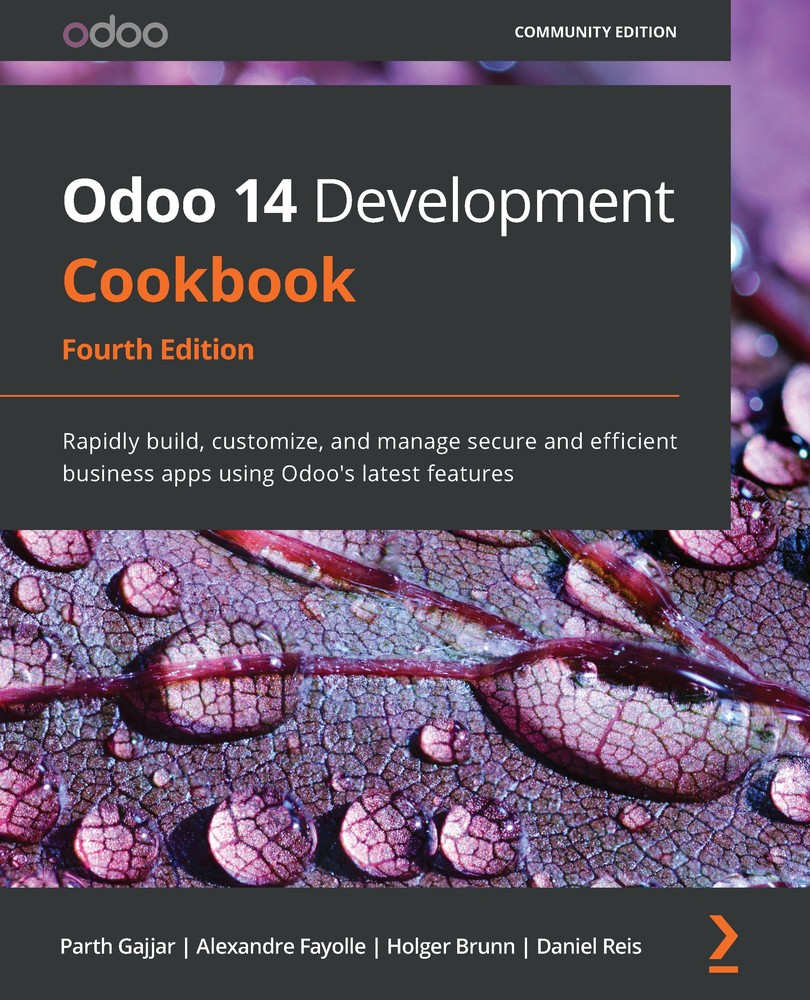 odoo
COMMUNITY EDITION
Odoo 14 Development
Cookbook
Fourth Edition
Rapidly build, customize, and manage secure and efficient
business apps using Odoo's latest features
Parth Gajjar | Alexandre Fayolle | Holger Brunn | Daniel Reis